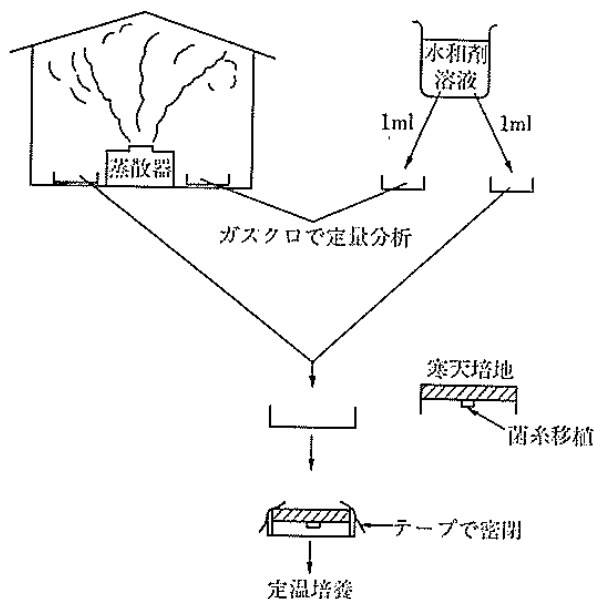 水和剤
溶液
1ml
1ml
蒸散器
ガスクロで定量分析
寒天培地
菌糸移植
テープで密閉
定温培養